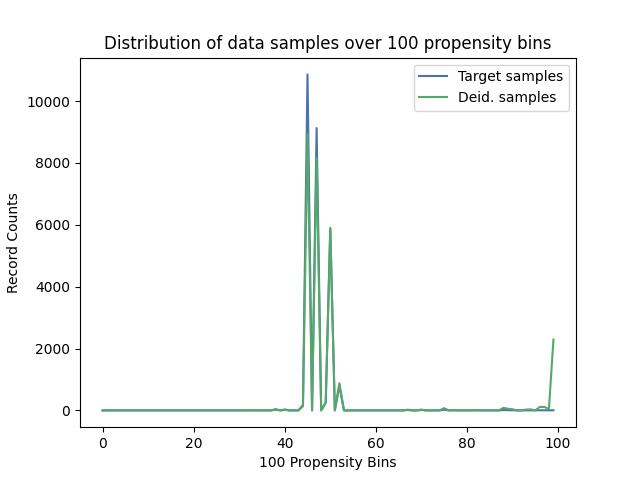 Distribution of data samples over 100 propensity bins
Target samples
Deid. samples
10000
8000
6000
4000
2000
0
Record Counts
0 20 40 60 80 100
100 Propensity Bins